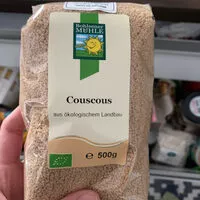 Bohlsener
MÜHLE
Couscous
aus ökologischem Landbau
℮ 500g